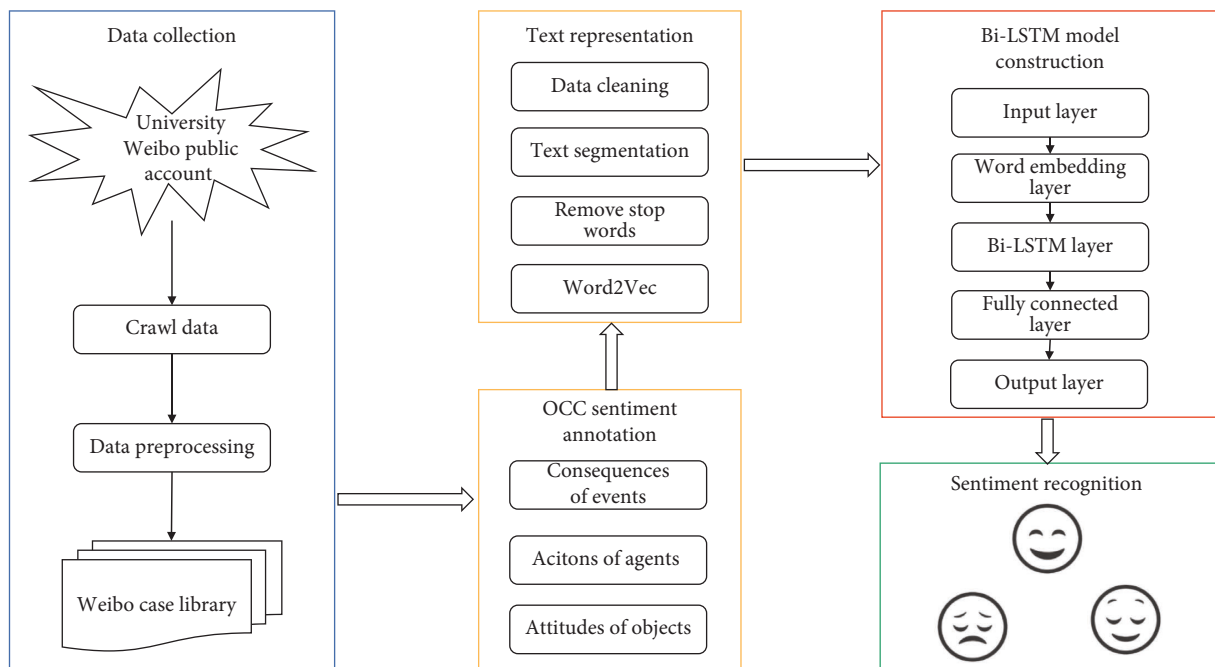 Data collection
University
Weibo public
account
Crawl data
Data preprocessing
Weibo case library
Text representation
Data cleaning
Text segmentation
Remove stop
words
Word2Vec
OCC sentiment
annotation
Consequences
of events
Acitons of agents
Attitudes of objects
Bi-LSTM model
construction
Input layer
Word embedding
layer
Bi-LSTM layer
Fully connected
layer
Output layer
Sentiment recognition